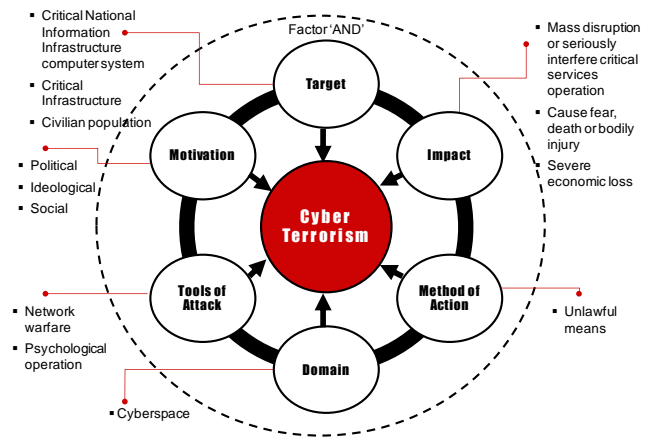 Critical National
Information
Infrastructure
computer system
Critical
Infrastructure
Civilian population
Factor 'AND'
Mass disruption
or seriously
interfere critical
services
operation
Cause fear,
death or bodily
injury
Severe
economic loss
Target
Motivation
Impact
Political
Ideological
Social
Cyber
Terrorism
Tools of
Attack
Method of
Action
Network
warfare
Psychological
operation
Unlawful
means
Domain
Cyberspace